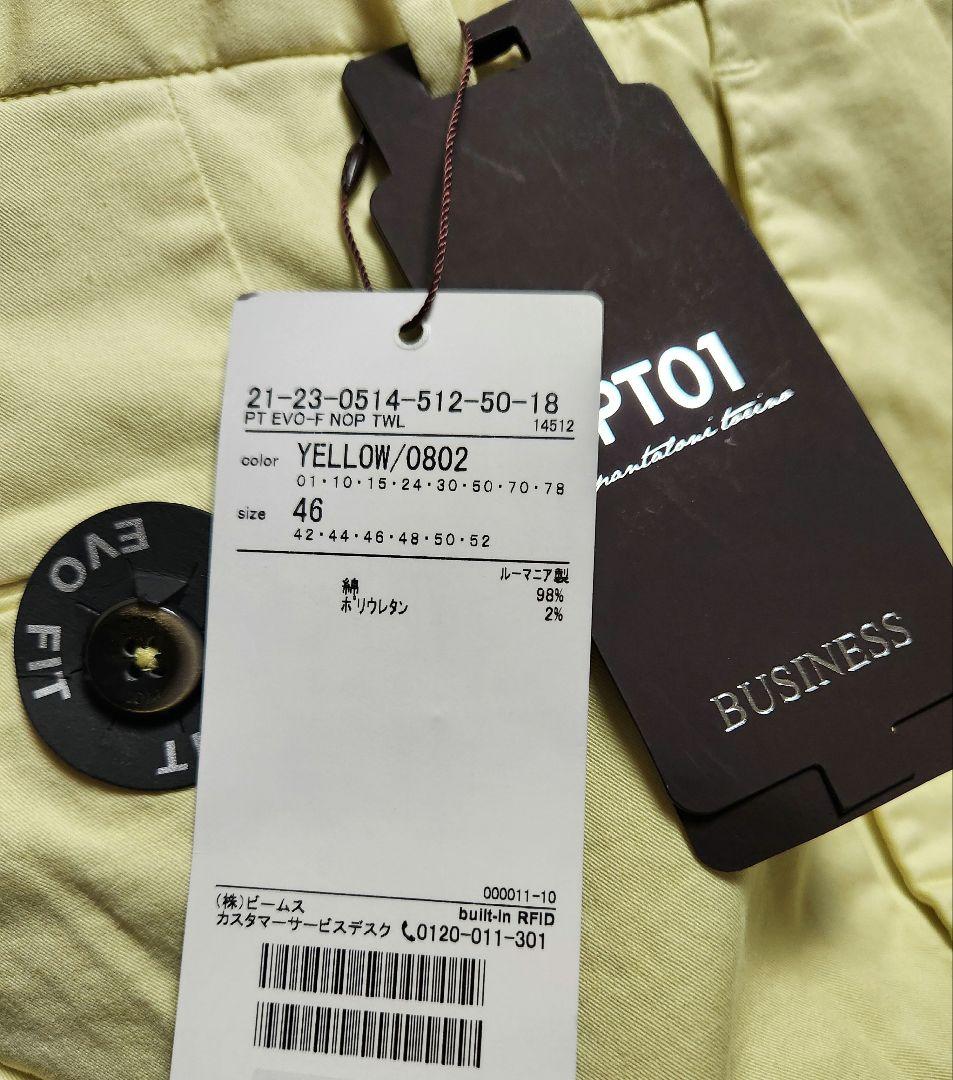 21-23-0514-512-50-18
PT EVO-F NOP TWL 14512
color YELLOW/0802
01・10・15・24・30・50・70・78
size 46
42・44・46・48・50・52
ルーマニア製
綿 98%
ポリウレタン 2%
000011-10
(株)ビームス built-in RFID
カスタマーサービスデスク 0120-011-301
PT01
pantaloni torino
BUSINESS
EVO FIT